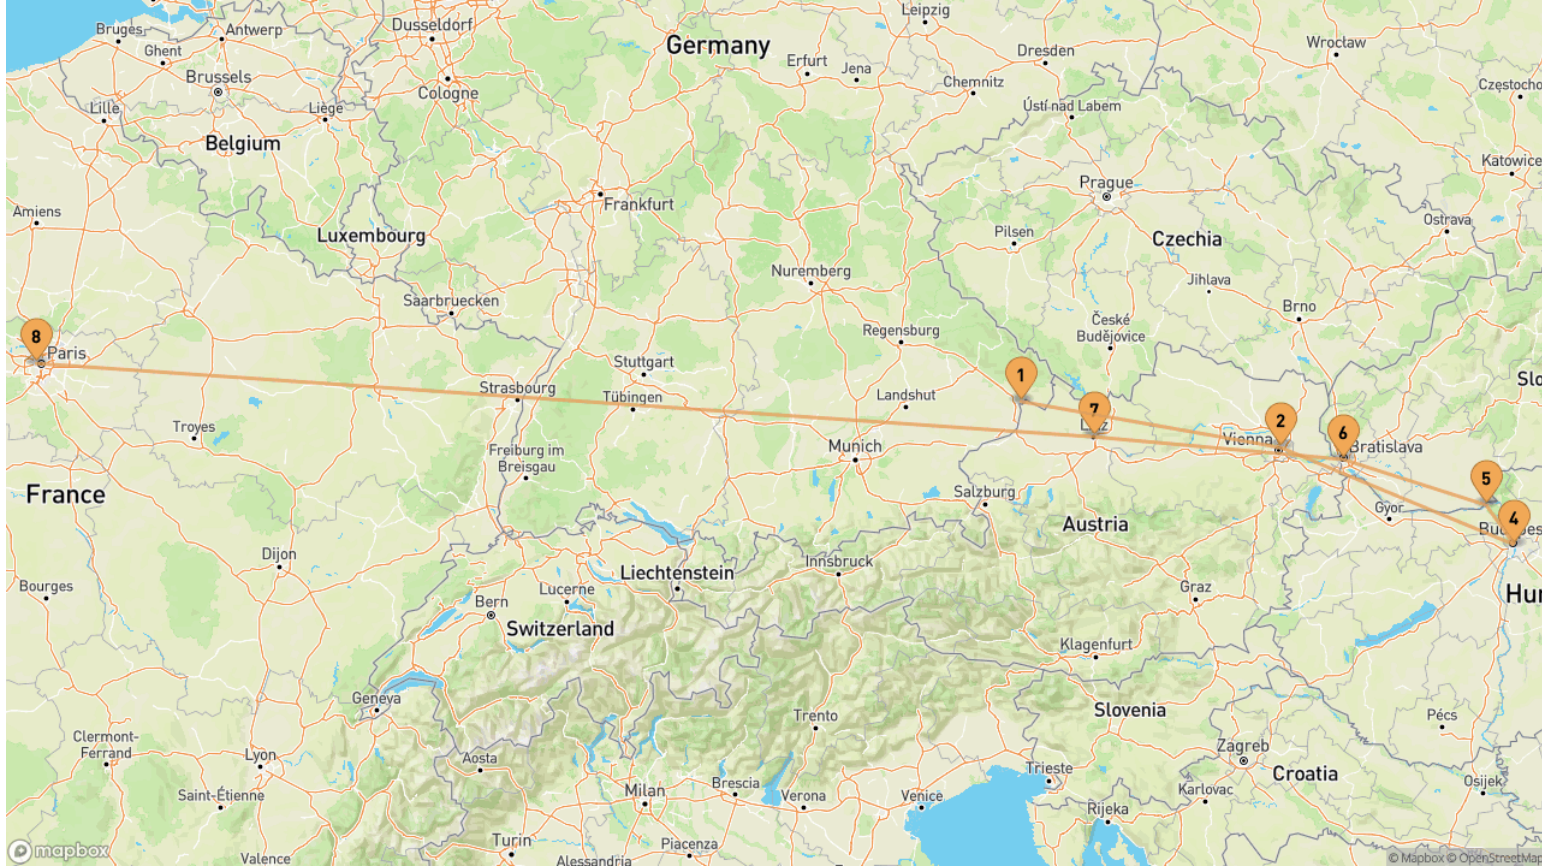 Leipzig
Bruges
Antwerp
Dusseldorf
Ghent
Germany
Dresden
Wrocław
Erfurt
Jena
Brussels
Cologne
Chemnitz
Częstocho
Lille
Liège
Ústí nad Labem
Belgium
Katowice
Prague
Frankfurt
Amiens
Ostrava
Luxembourg
Pilsen
Czechia
Nuremberg
Jihlava
Saarbruecken
Brno
České
Budějovice
Regensburg
8
Paris
Stuttgart
1
Slo
Strasbourg
Tübingen
Landshut
7
2
Troyes
Vienna
6
Bratislava
Munich
Freiburg im
Breisgau
5
France
Salzburg
Gyor
4
Austria
Dijon
Innsbruck
Liechtenstein
Bourges
Bern
Lucerne
Graz
Hun
Switzerland
Klagenfurt
Geneva
Slovenia
Trento
Pécs
Clermont-
Ferrand
Lyon
Aosta
Zagreb
Croatia
Trieste
Brescia
Osijek
Saint-Étienne
Milan
Verona
Venice
Karlovac
Rijeka
Turin
Piacenza
Valence
Alessandria
mapbox
© Mapbox © OpenStreetMap